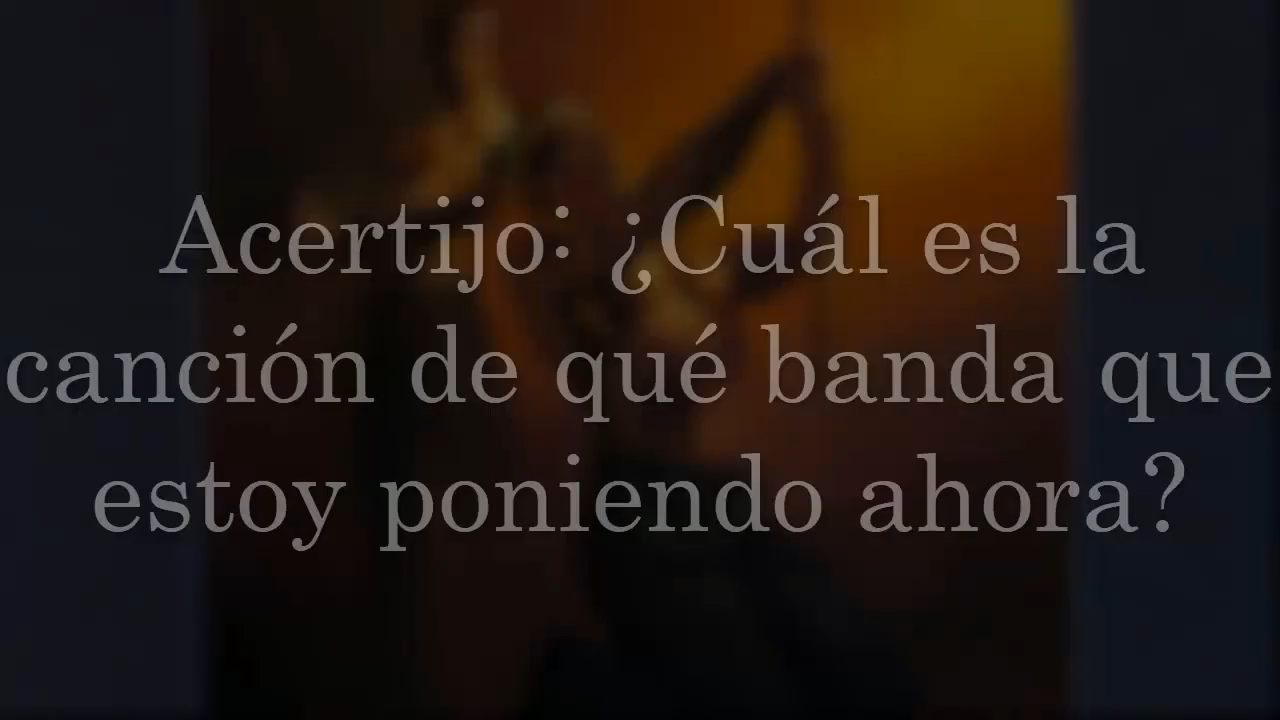 Acertijo: ¿Cuál es la
canción de qué banda que
estoy poniendo ahora?